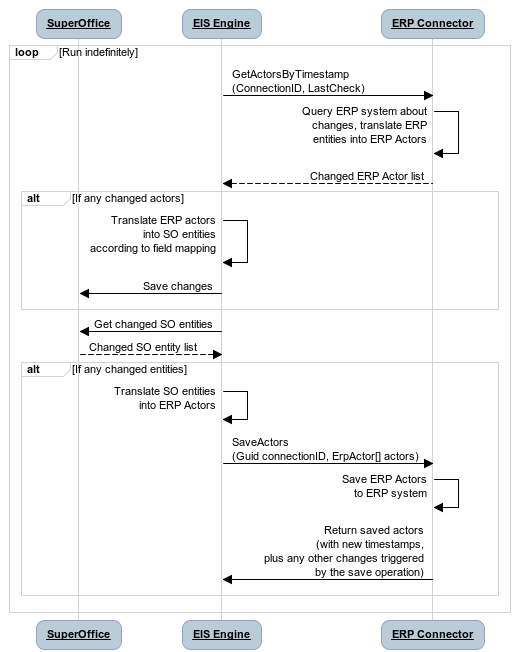 SuperOffice EIS Engine ERP Connector
loop [Run indefinitely]
GetActorsByTimestamp
(ConnectionID, LastCheck)
Query ERP system about
changes, translate ERP
entities into ERP Actors
Changed ERP Actor list
alt [If any changed actors]
Translate ERP actors
into SO entities
according to field mapping
Save changes
Get changed SO entities
Changed SO entity list
alt [If any changed entities]
Translate SO entities
into ERP Actors
SaveActors
(Guid connectionID, ErpActor[] actors)
Save ERP Actors
to ERP system
Return saved actors
(with new timestamps,
plus any other changes triggered
by the save operation)
SuperOffice EIS Engine ERP Connector